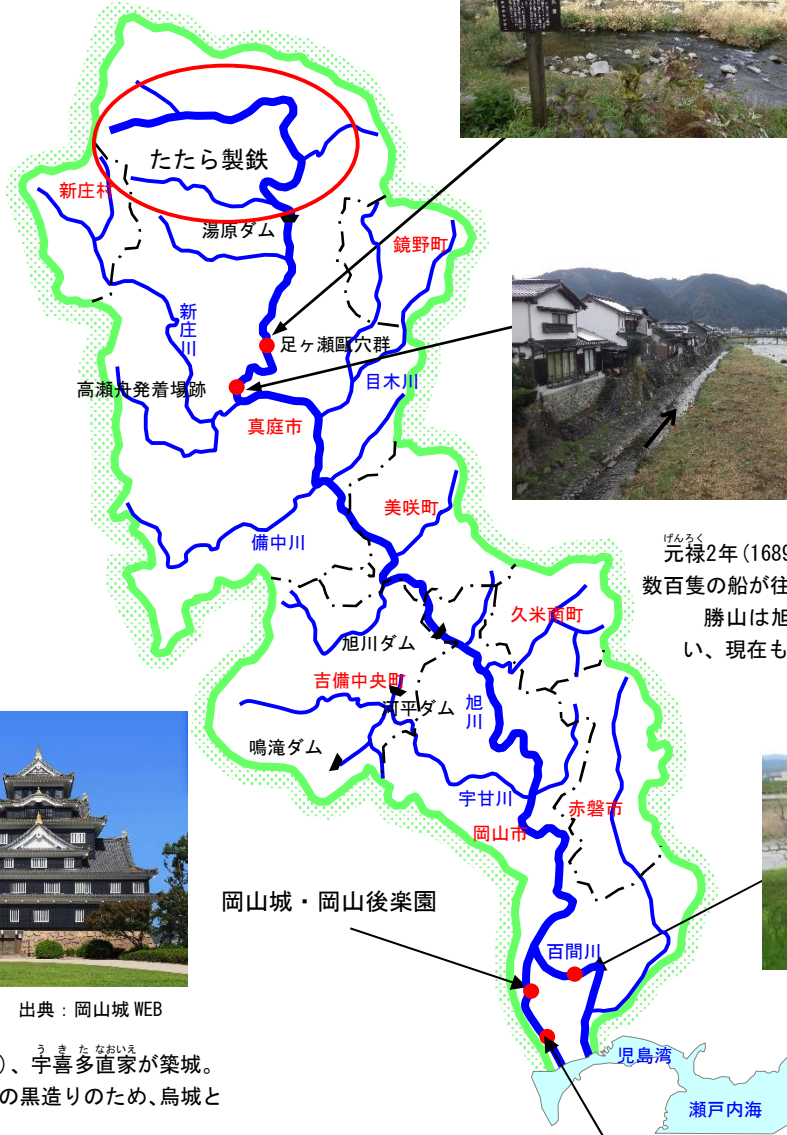 たたら製鉄
新庄村
湯原ダム
鏡野町
新庄川
足ヶ瀬甌穴群
目木川
高瀬舟発着場跡
真庭市
美咲町
備中川
げんろく
元禄2年(1689
数百隻の船が往
勝山は旭
い、現在も
久米南町
旭川ダム
吉備中央町
河平ダム
旭川
鳴滝ダム
宇甘川
赤磐市
岡山市
岡山城・岡山後楽園
百間川
出典：岡山城 WEB
うきたなおいえ
)、宇喜多直家が築城。
の黒造りのため、烏城と
児島湾
瀬戸内海